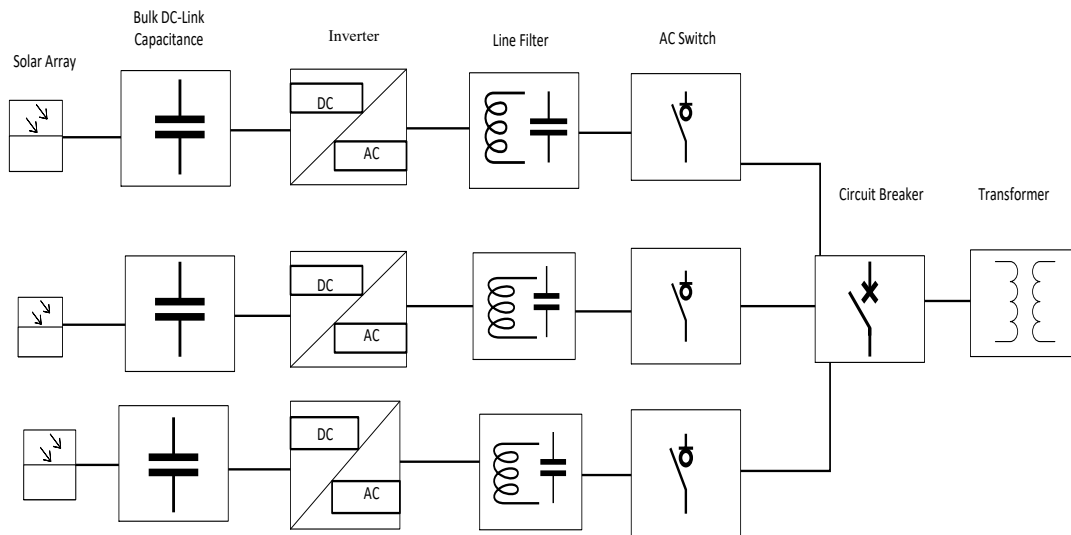 Solar Array
Bulk DC-Link
Capacitance
Inverter
Line Filter
AC Switch
Circuit Breaker
Transformer
DC
AC
DC
AC
DC
AC